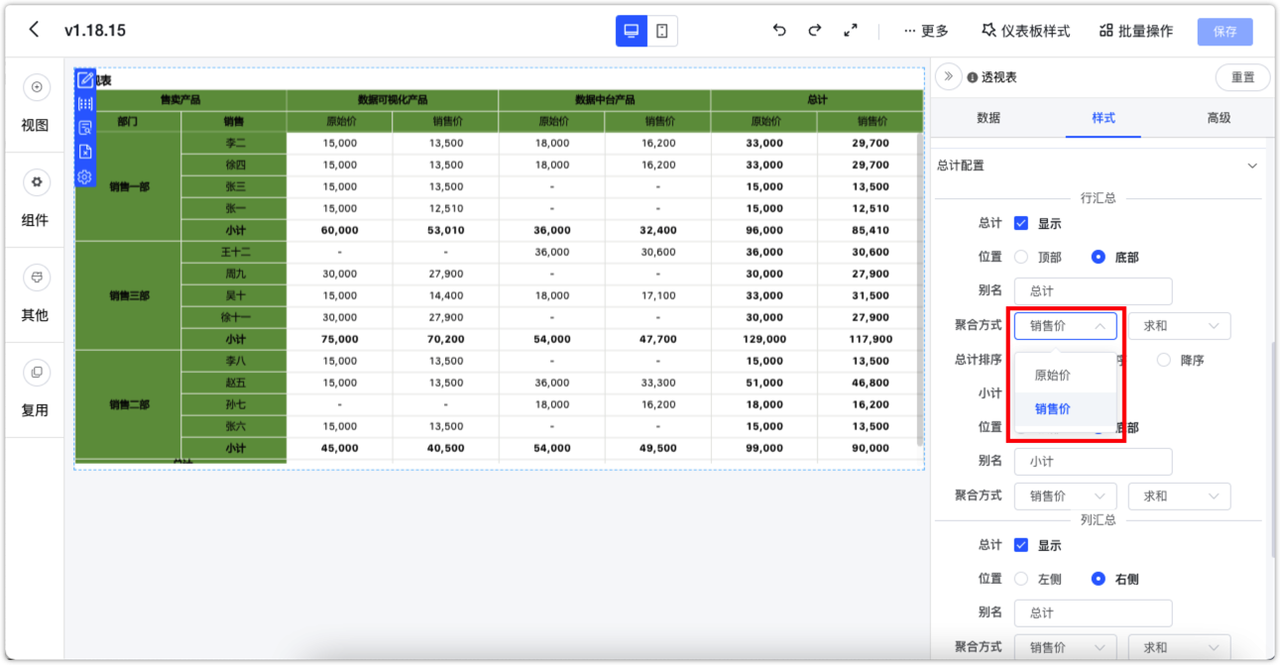 v1.18.15
更多
仪表板样式
批量操作
保存
视图
组件
其他
复用
视表
售卖产品 数据可视化产品 数据中台产品 总计
部门 销售 原始价 销售价 原始价 销售价 原始价 销售价
李二 15,000 13,500 18,000 16,200 33,000 29,700
徐四 15,000 13,500 18,000 16,200 33,000 29,700
销售一部 张三 15,000 13,500 - - 15,000 13,500
张一 15,000 12,510 - - 15,000 12,510
小计 60,000 53,010 36,000 32,400 96,000 85,410
王十二 - - 36,000 30,600 36,000 30,600
周九 30,000 27,900 - - 30,000 27,900
销售三部 吴十 15,000 14,400 18,000 17,100 33,000 31,500
徐十一 30,000 27,900 - - 30,000 27,900
小计 75,000 70,200 54,000 47,700 129,000 117,900
李八 15,000 13,500 - - 15,000 13,500
赵五 15,000 13,500 36,000 33,300 51,000 46,800
销售二部 孙七 - - 18,000 16,200 18,000 16,200
张六 15,000 13,500 - - 15,000 13,500
小计 45,000 40,500 54,000 49,500 99,000 90,000
总计
透视表
重置
数据 样式 高级
总计配置
行汇总
总计 显示
位置 顶部 底部
别名 总计
聚合方式 销售价 求和
总计排序 序 降序
原始价
小计
销售价
位置 底部
别名 小计
聚合方式 销售价 求和
列汇总
总计 显示
位置 左侧 右侧
别名 总计
聚合方式 销售价 求和